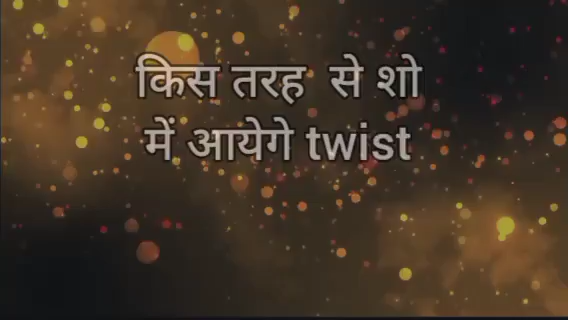 किस तरह से शो
में आयेगे twist